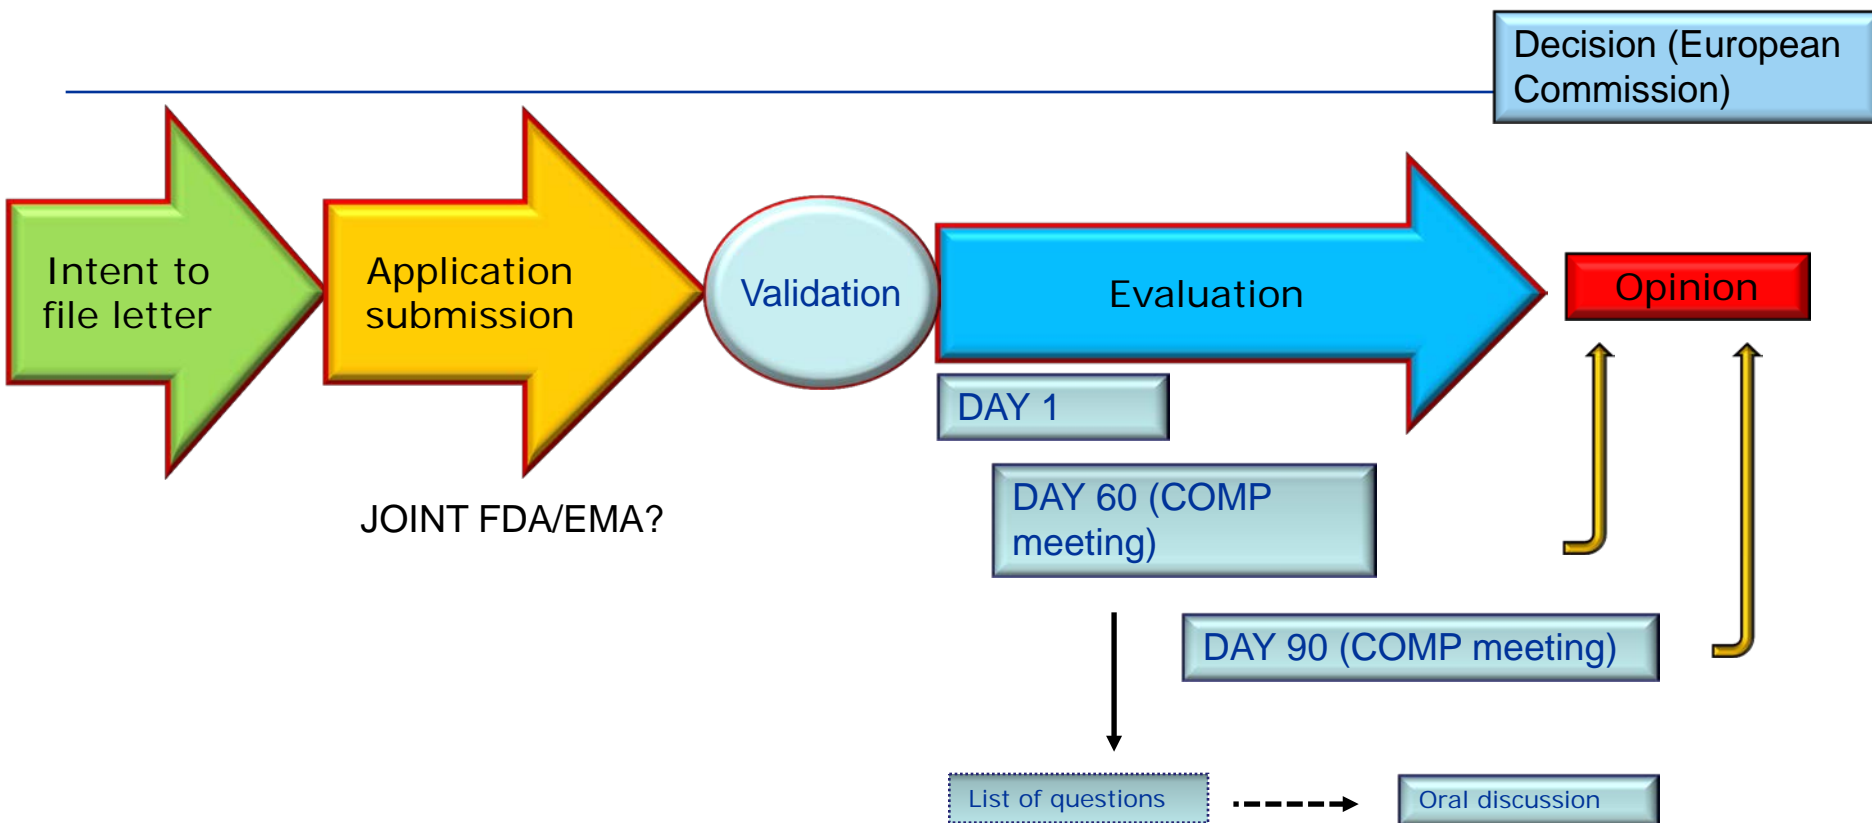 Decision (European
Commission)
Intent to
file letter
Application
submission
Validation
Evaluation
Opinion
DAY 1
JOINT FDA/EMA?
DAY 60 (COMP
meeting)
DAY 90 (COMP meeting)
List of questions
Oral discussion